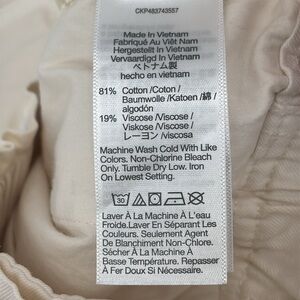 CKP483743557
Made In Vietnam
Fabriqué Au Viêt Nam
Hergestellt In Vietnam
Vervaardigd In Vietnam
ベトナム製
hecho en vietnam
81% Cotton /Coton /
Baumwolle /Katoen /綿 /
algodón
19% Viscose /Viscose /
Viskose /Viscose /
レーヨン /viscosa
Machine Wash Cold With Like
Colors. Non-Chlorine Bleach
Only. Tumble Dry Low. Iron
On Lowest Setting.
30
Laver À La Machine À L'eau
Froide.Laver En Séparant Les
Couleurs. Seulement Agent
De Blanchiment Non-Chlore.
Sécher À La Machine À
Basse Température. Repasser
À Fer Doux Si Nécessaire.